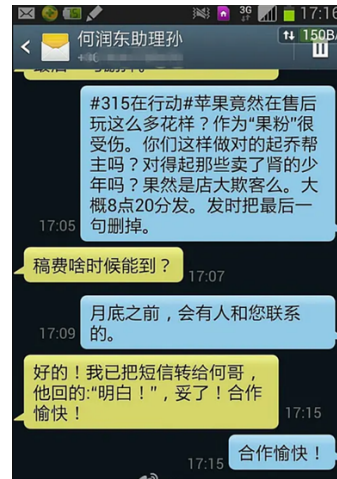 17:16
3G
150B/
何润东助理孙
+86
#315在行动#苹果竟然在售后
玩这么多花样？作为“果粉”很
受伤。你们这样做对的起乔帮
主吗？对得起那些卖了肾的少
年吗？果然是店大欺客么。大
概8点20分发。发时把最后一
句删掉。
17:05
稿费啥时候能到？
17:07
月底之前，会有人和您联系
的。
17:09
好的！我已把短信转给何哥，
他回的:“明白！”，妥了！合作
愉快！
17:15
合作愉快！
17:15